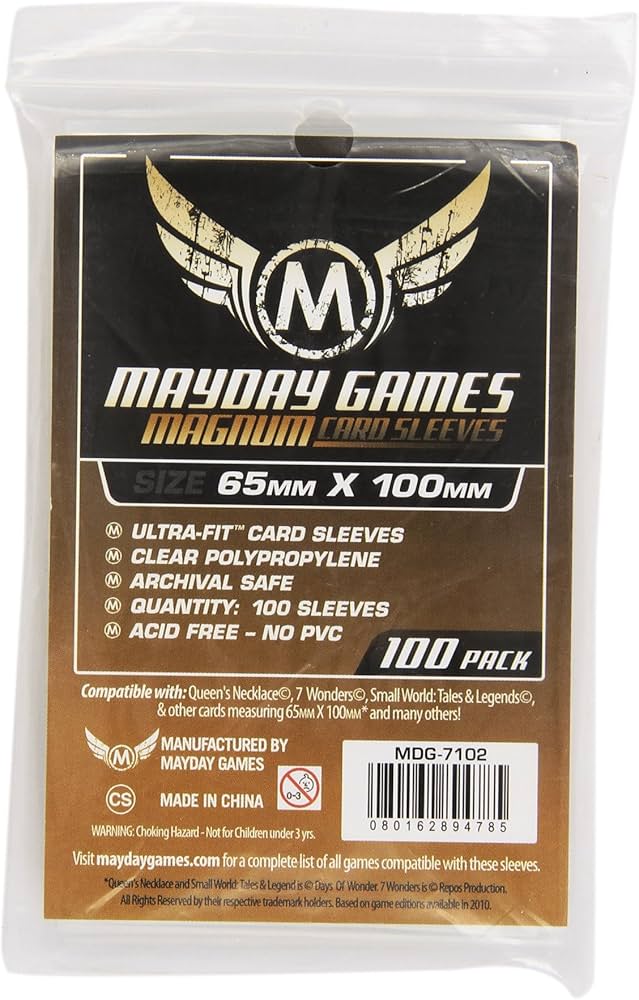 M
MAYDAY GAMES
MAGNUM CARD SLEEVES
SIZE 65MM X 100MM
M ULTRA-FIT™ CARD SLEEVES
M CLEAR POLYPROPYLENE
M ARCHIVAL SAFE
M QUANTITY: 100 SLEEVES
M ACID FREE – NO PVC
100 PACK
Compatible with: Queen's Necklace©, 7 Wonders©, Small World: Tales & Legends©,
& other cards measuring 65MM X 100MM* and many others!
M
MANUFACTURED BY
MAYDAY GAMES
CS
MADE IN CHINA
0-3
MDG-7102
080162894785
WARNING: Choking Hazard - Not for Children under 3 yrs.
Visit maydaygames.com for a complete list of all games compatible with these sleeves.
*Queen's Necklace and Small World: Tales & Legend is © Days Of Wonder. 7 Wonders is © Repos Production.
All Rights Reserved by their respective trademark holders. Based on game editions available in 2010.